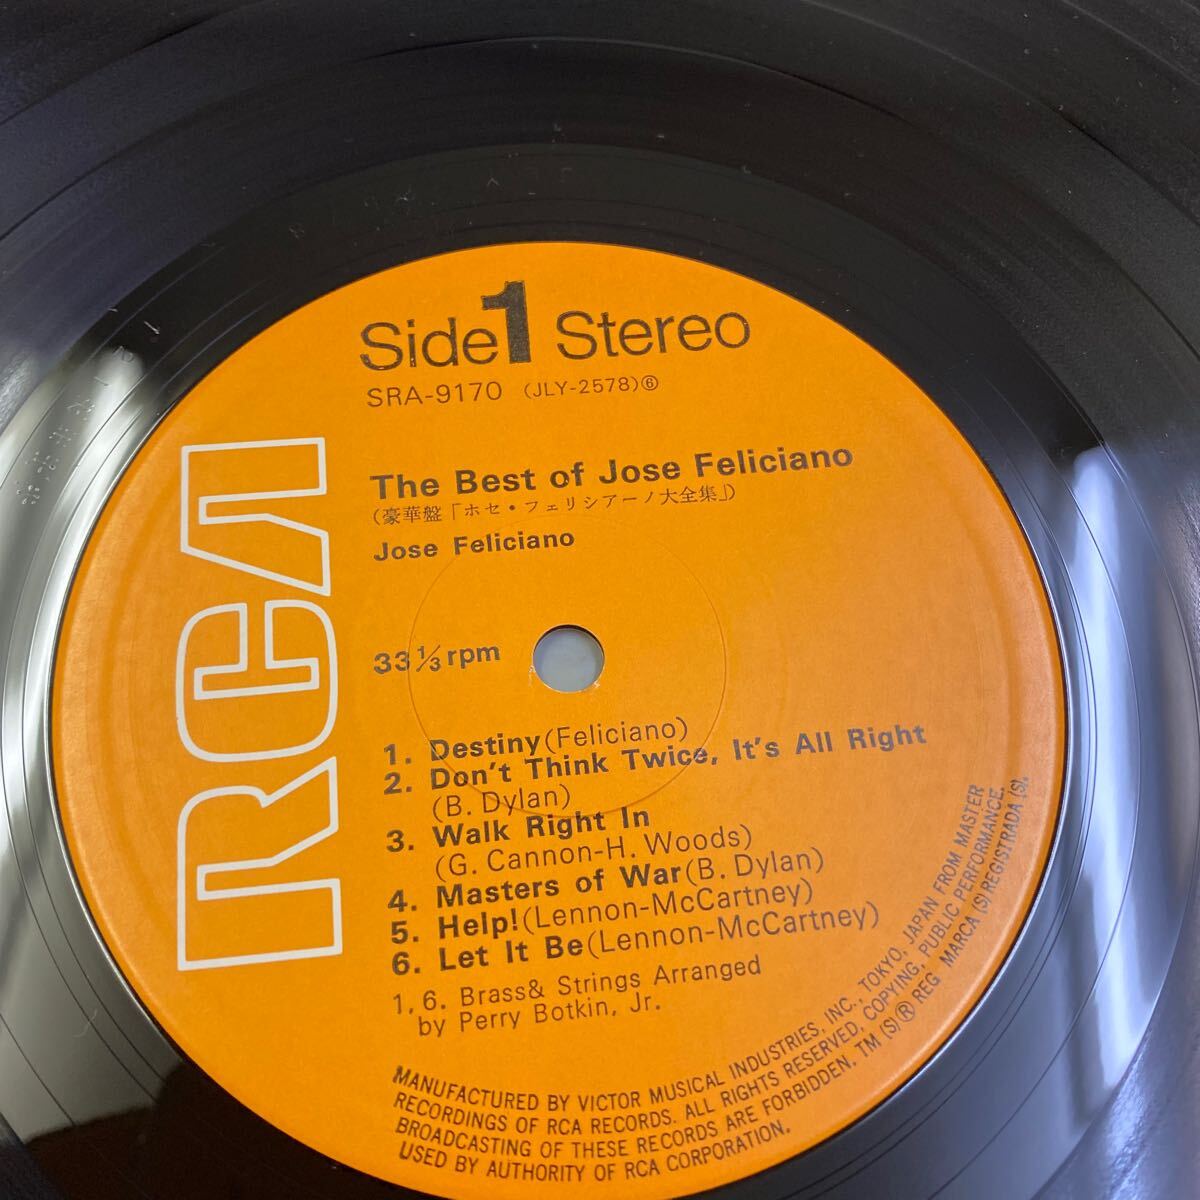 RCA
Side 1 Stereo
SRA-9170 (JLY-2578)⑥
The Best of Jose Feliciano
(豪華盤「ホセ・フェリシアーノ大全集」)
Jose Feliciano
33 1/3 rpm
1. Destiny(Feliciano)
2. Don't Think Twice, It's All Right
(B. Dylan)
3. Walk Right In
(G. Cannon-H. Woods)
4. Masters of War(B. Dylan)
5. Help!(Lennon-McCartney)
6. Let It Be(Lennon-McCartney)
1, 6. Brass& Strings Arranged
by Perry Botkin, Jr.
MANUFACTURED BY VICTOR MUSICAL INDUSTRIES, INC., TOKYO, JAPAN FROM MASTER
RECORDINGS OF RCA RECORDS. ALL RIGHTS RESERVED, COPYING, PUBLIC PERFORMANCE,
BROADCASTING OF THESE RECORDS ARE FORBIDDEN. TM (S) ® REG MARCA (S) REGISTRADA (S).
USED BY AUTHORITY OF RCA CORPORATION.